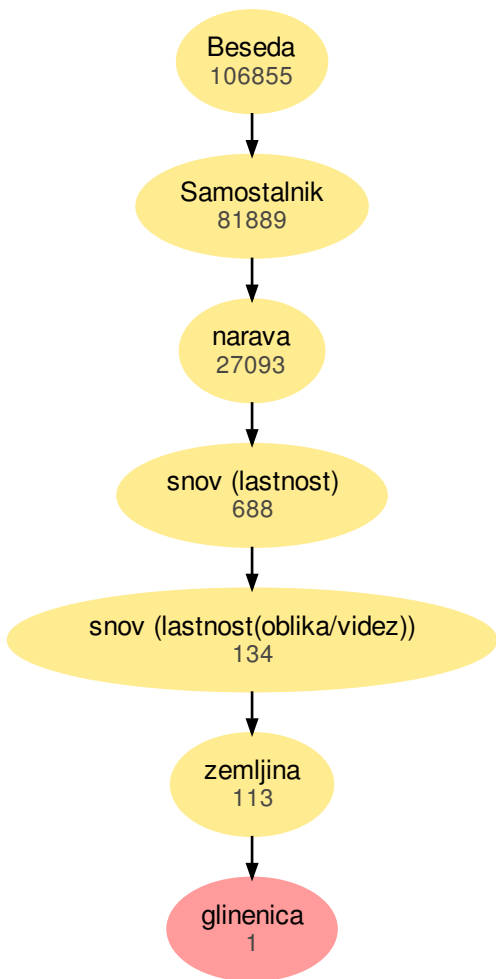 Beseda
106855
Samostalnik
81889
narava
27093
snov (lastnost)
688
snov (lastnost(oblika/videz))
134
zemljina
113
glinenica
1